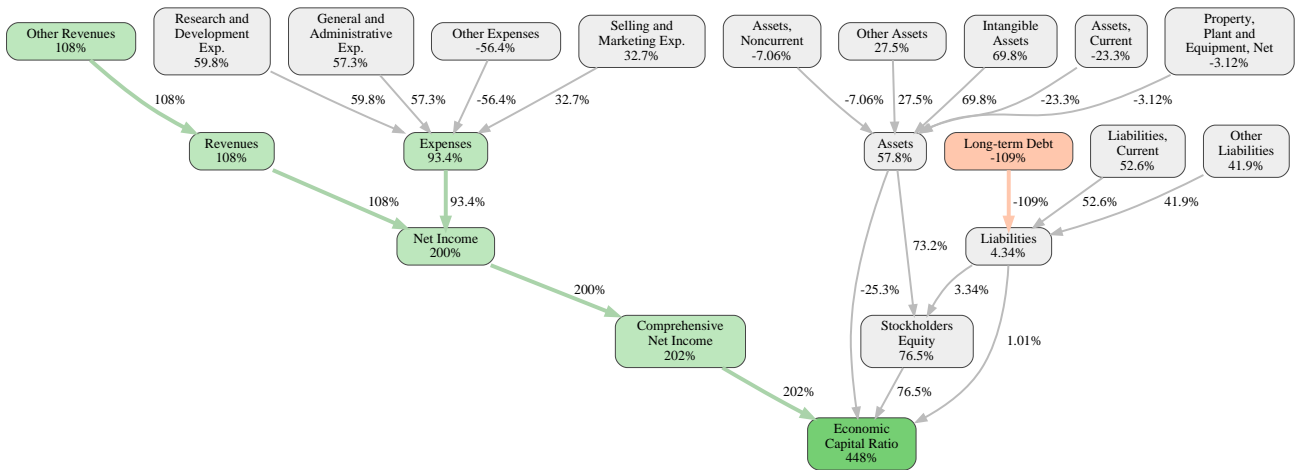 Other Revenues
108%
Research and
Development
Exp.
59.8%
General and
Administrative
Exp.
57.3%
Other Expenses
-56.4%
Selling and
Marketing Exp.
32.7%
Assets,
Noncurrent
-7.06%
Other Assets
27.5%
Intangible
Assets
69.8%
Assets,
Current
-23.3%
Property,
Plant and
Equipment, Net
-3.12%
108%
59.8%
57.3%
-56.4%
32.7%
-7.06%
27.5%
69.8%
-23.3%
-3.12%
Revenues
108%
Expenses
93.4%
Assets
57.8%
Long-term Debt
-109%
Liabilities,
Current
52.6%
Other
Liabilities
41.9%
108%
93.4%
-109%
52.6%
41.9%
Net Income
200%
73.2%
Liabilities
4.34%
200%
-25.3%
3.34%
Comprehensive
Net Income
202%
Stockholders
Equity
76.5%
1.01%
202%
76.5%
Economic
Capital Ratio
448%